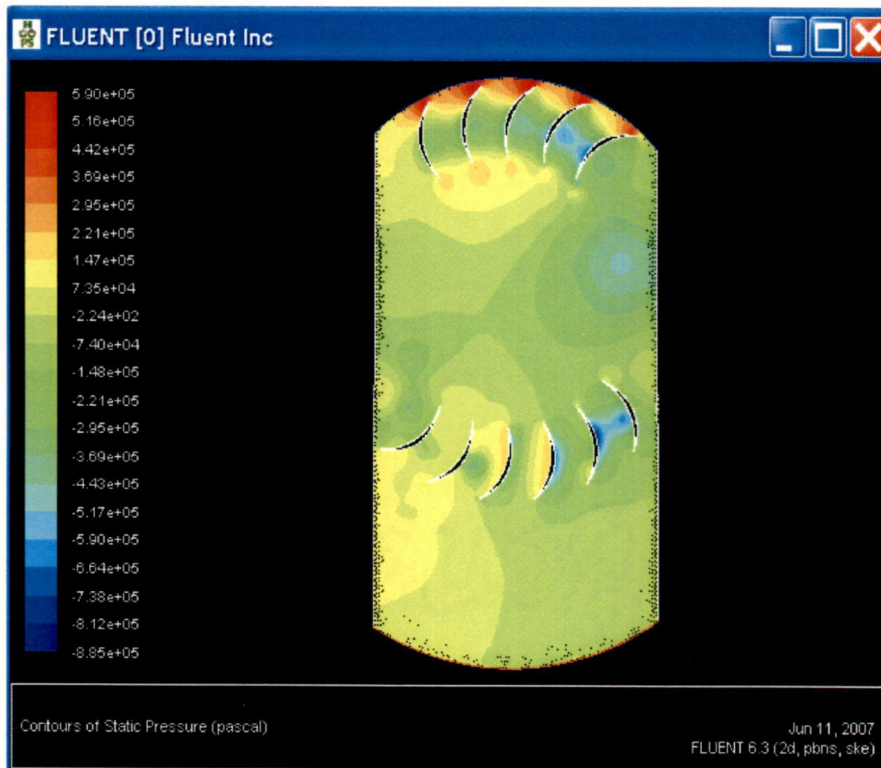 FLUENT [0] Fluent Inc
5.90e+05
5.16e+05
4.42e+05
3.69e+05
2.95e+05
2.21e+05
1.47e+05
7.35e+04
-2.24e+02
-7.40e+04
-1.48e+05
-2.21e+05
-2.95e+05
-3.69e+05
-4.43e+05
-5.17e+05
-5.90e+05
-6.64e+05
-7.38e+05
-8.12e+05
-8.85e+05
Contours of Static Pressure (pascal)
Jun 11, 2007
FLUENT 6.3 (2d, pbns, ske)